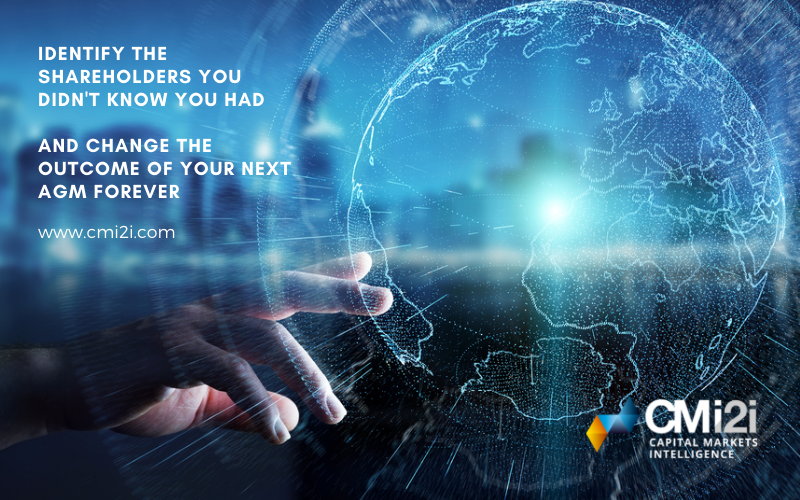 IDENTIFY THE
SHAREHOLDERS YOU
DIDN'T KNOW YOU HAD
AND CHANGE THE
OUTCOME OF YOUR NEXT
AGM FOREVER
www.cmi2i.com
CMi2i
CAPITAL MARKETS
INTELLIGENCE